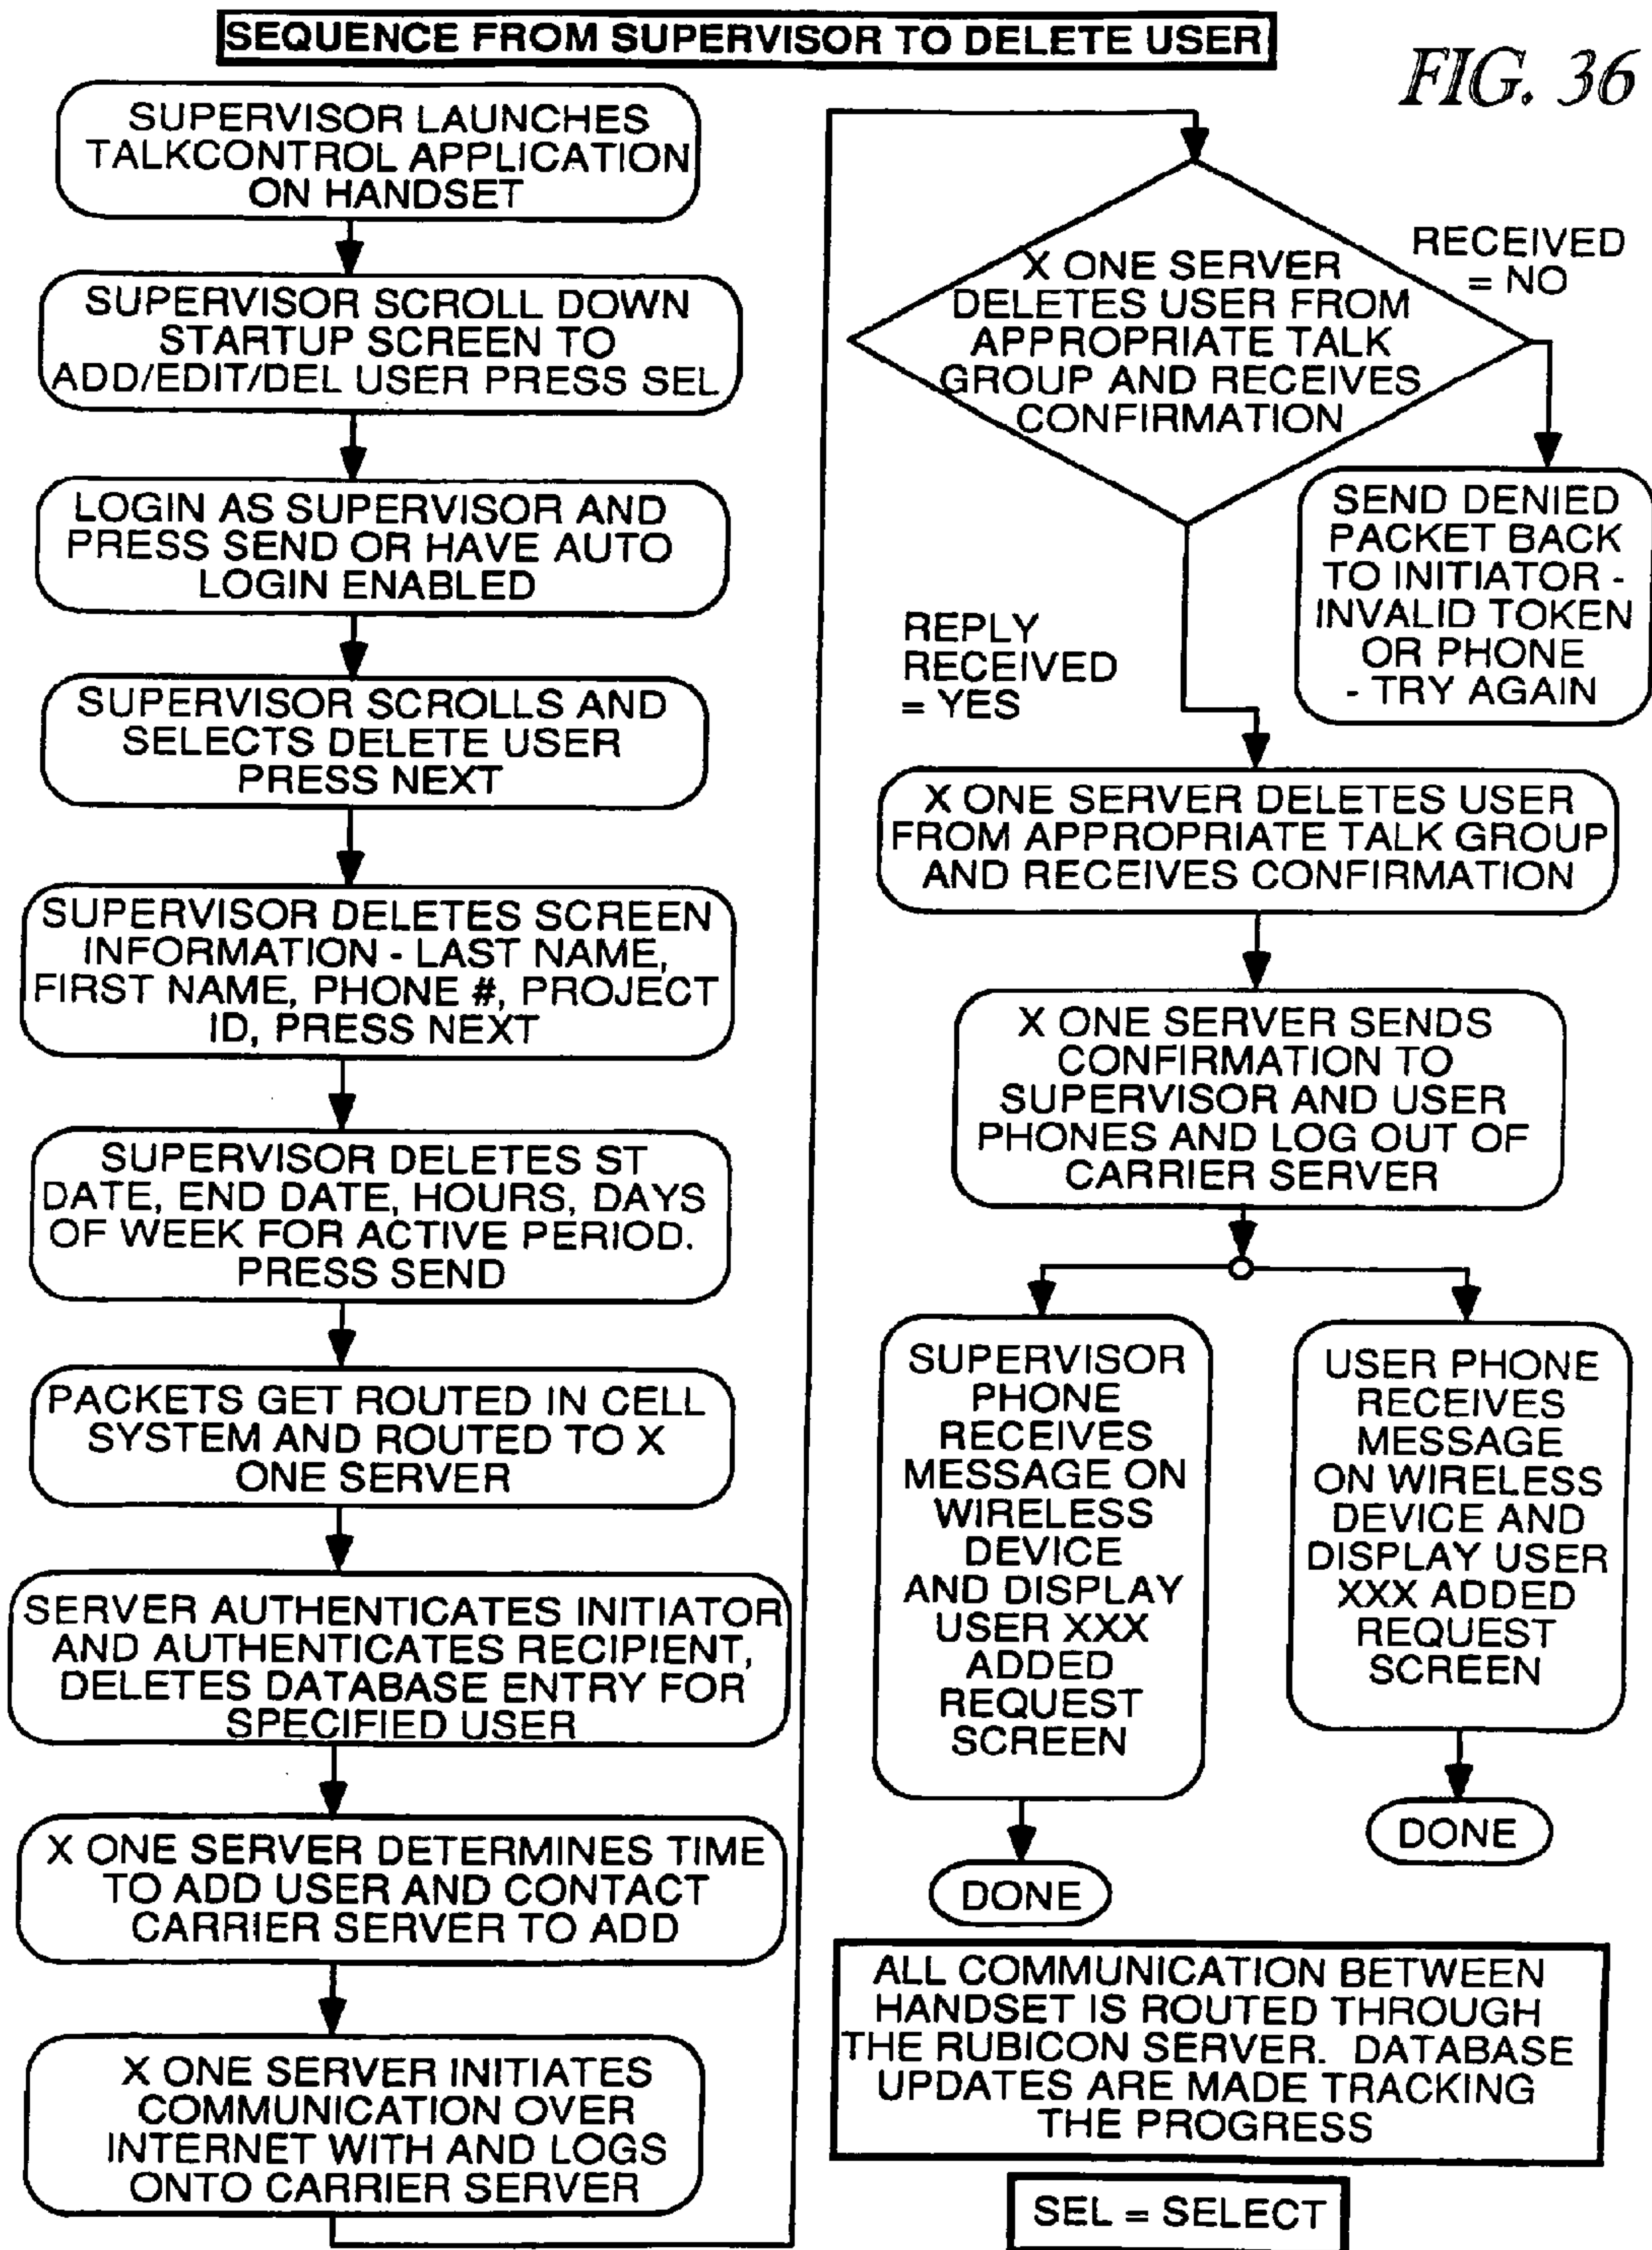 SEQUENCE FROM SUPERVISOR TO DELETE USER
FIG. 36
SUPERVISOR LAUNCHES
TALKCONTROL APPLICATION
ON HANDSET
SUPERVISOR SCROLL DOWN
STARTUP SCREEN TO
ADD/EDIT/DEL USER PRESS SEL
LOGIN AS SUPERVISOR AND
PRESS SEND OR HAVE AUTO
LOGIN ENABLED
SUPERVISOR SCROLLS AND
SELECTS DELETE USER
PRESS NEXT
SUPERVISOR DELETES SCREEN
INFORMATION - LAST NAME,
FIRST NAME, PHONE #, PROJECT
ID, PRESS NEXT
SUPERVISOR DELETES ST
DATE, END DATE, HOURS, DAYS
OF WEEK FOR ACTIVE PERIOD.
PRESS SEND
PACKETS GET ROUTED IN CELL
SYSTEM AND ROUTED TO X
ONE SERVER
SERVER AUTHENTICATES INITIATOR
AND AUTHENTICATES RECIPIENT,
DELETES DATABASE ENTRY FOR
SPECIFIED USER
X ONE SERVER DETERMINES TIME
TO ADD USER AND CONTACT
CARRIER SERVER TO ADD
X ONE SERVER INITIATES
COMMUNICATION OVER
INTERNET WITH AND LOGS
ONTO CARRIER SERVER
X ONE SERVER
DELETES USER FROM
APPROPRIATE TALK
GROUP AND RECEIVES
CONFIRMATION
RECEIVED
= NO
SEND DENIED
PACKET BACK
TO INITIATOR -
INVALID TOKEN
OR PHONE
- TRY AGAIN
REPLY
RECEIVED
= YES
X ONE SERVER DELETES USER
FROM APPROPRIATE TALK GROUP
AND RECEIVES CONFIRMATION
X ONE SERVER SENDS
CONFIRMATION TO
SUPERVISOR AND USER
PHONES AND LOG OUT OF
CARRIER SERVER
SUPERVISOR
PHONE
RECEIVES
MESSAGE ON
WIRELESS
DEVICE
AND DISPLAY
USER XXX
ADDED
REQUEST
SCREEN
DONE
USER PHONE
RECEIVES
MESSAGE
ON WIRELESS
DEVICE AND
DISPLAY USER
XXX ADDED
REQUEST
SCREEN
DONE
ALL COMMUNICATION BETWEEN
HANDSET IS ROUTED THROUGH
THE RUBICON SERVER. DATABASE
UPDATES ARE MADE TRACKING
THE PROGRESS
SEL = SELECT